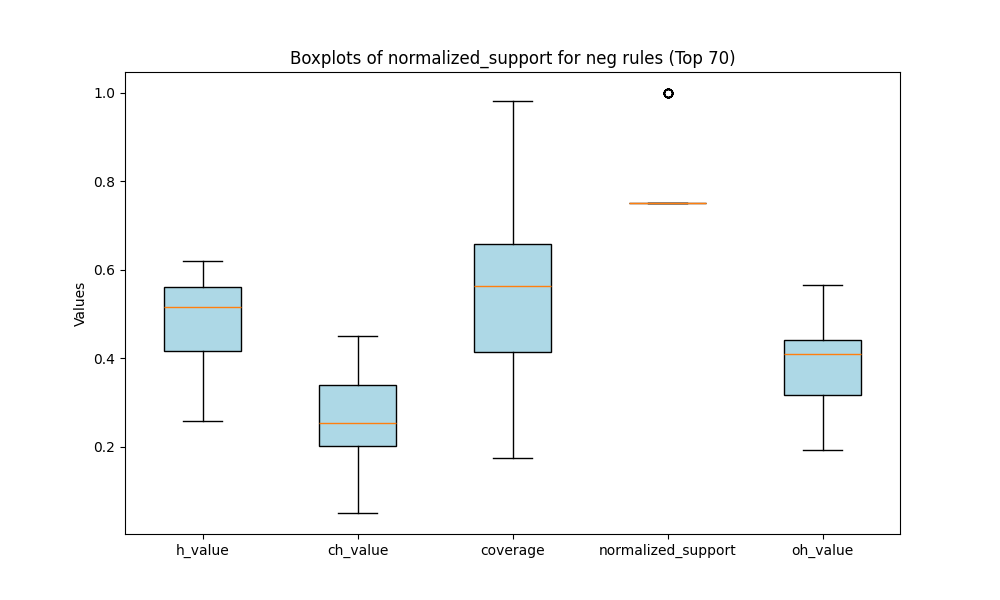 Boxplots of normalized_support for neg rules (Top 70)
Values
1.0
0.8
0.6
0.4
0.2
h_value
ch_value
coverage
normalized_support
oh_value